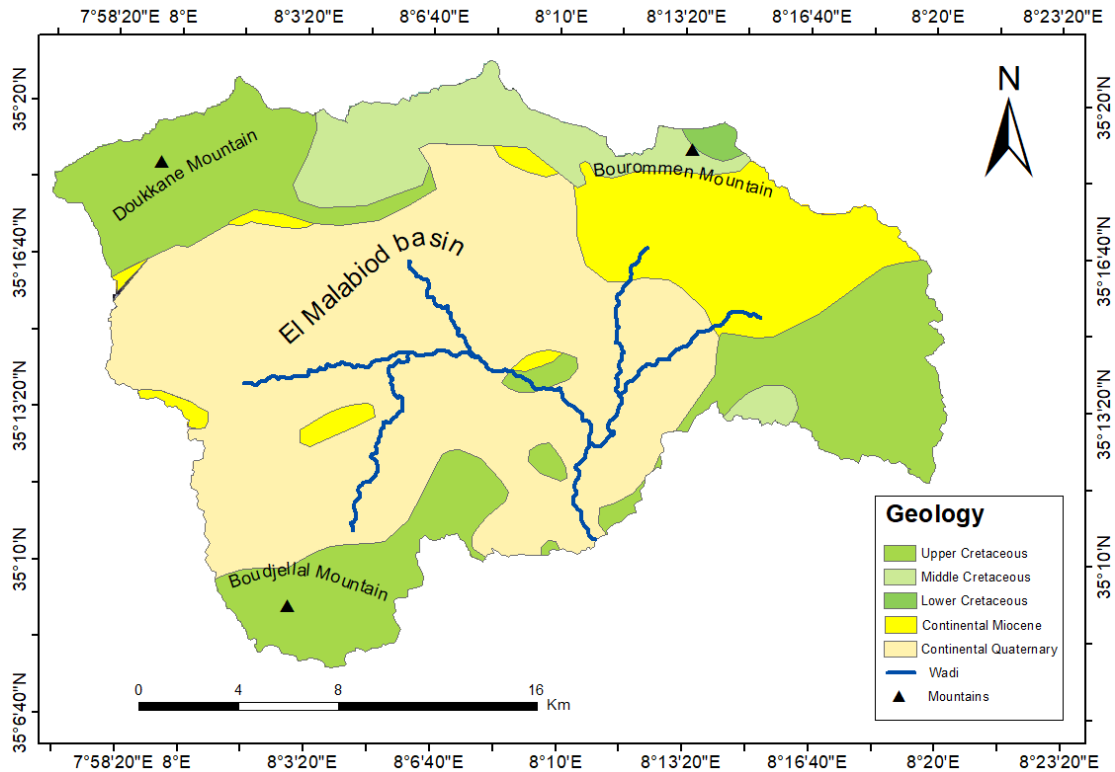 7°58'20"E 8°E 8°3'20"E 8°6'40"E 8°10'E 8°13'20"E 8°16'40"E 8°20'E 8°23'20"E
35°20'N
35°20'N
N
Doukkane Mountain
Bourommen Mountain
35°16'40"N
35°16'40"N
El Malabiod basin
35°13'20"N
35°13'20"N
35°10'N
35°10'N
Boudjellal Mountain
Geology
Upper Cretaceous
Middle Cretaceous
Lower Cretaceous
Continental Miocene
Continental Quaternary
Wadi
Mountains
0 4 8 16
Km
35°6'40"N
35°6'40"N
7°58'20"E 8°E 8°3'20"E 8°6'40"E 8°10'E 8°13'20"E 8°16'40"E 8°20'E 8°23'20"E